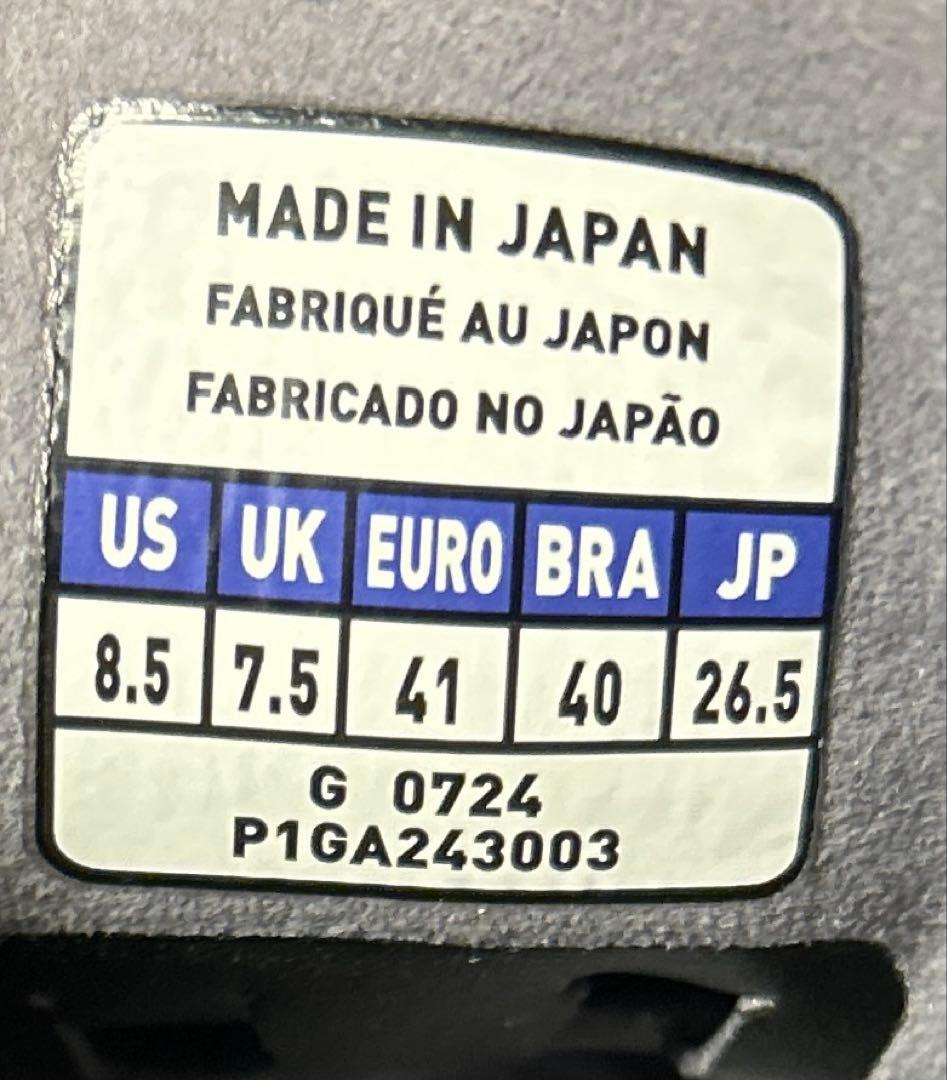 MADE IN JAPAN
FABRIQUÉ AU JAPON
FABRICADO NO JAPÃO
US UK EURO BRA JP
8.5 7.5 41 40 26.5
G 0724
P1GA243003